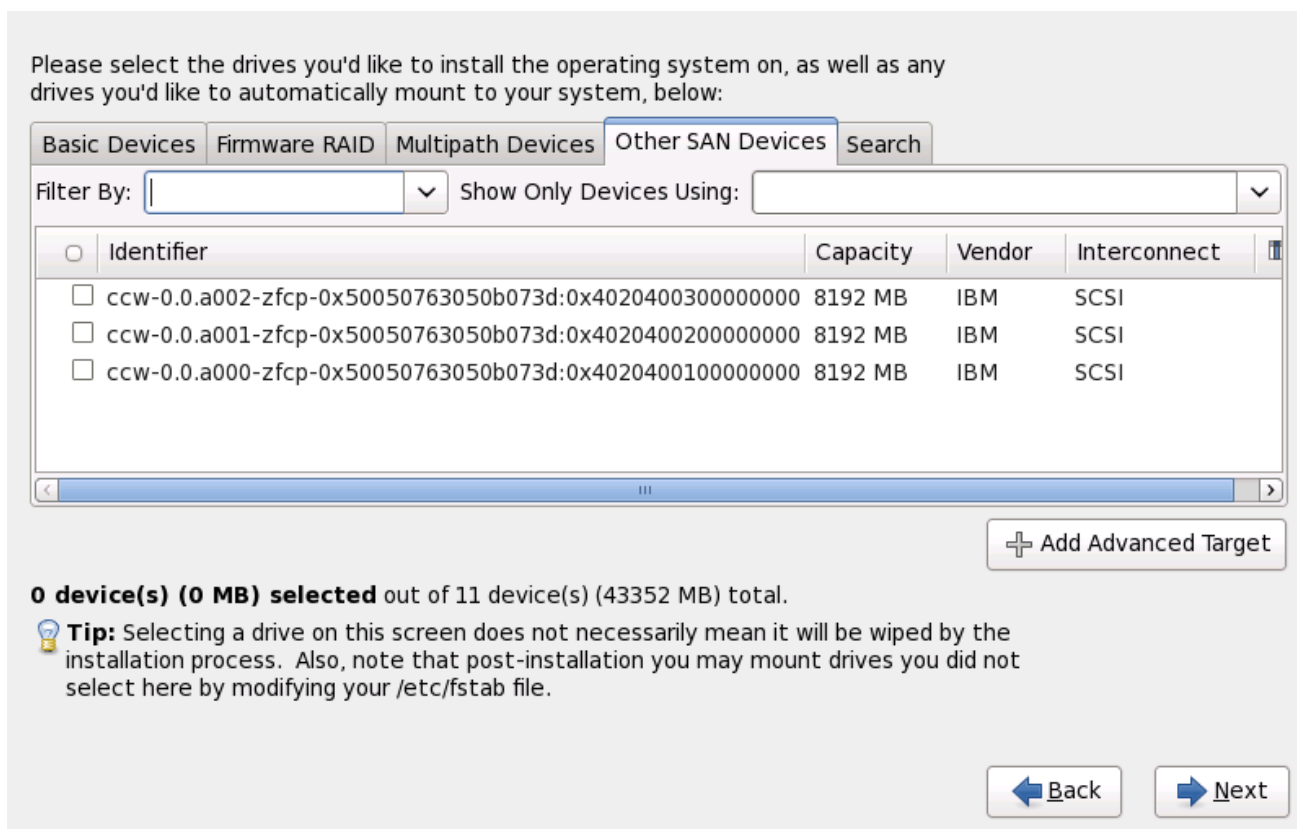 Please select the drives you'd like to install the operating system on, as well as any
drives you'd like to automatically mount to your system, below:
Basic Devices Firmware RAID Multipath Devices Other SAN Devices Search
Filter By: Show Only Devices Using:
Identifier Capacity Vendor Interconnect
ccw-0.0.a002-zfcp-0x50050763050b073d:0x4020400300000000 8192 MB IBM SCSI
ccw-0.0.a001-zfcp-0x50050763050b073d:0x4020400200000000 8192 MB IBM SCSI
ccw-0.0.a000-zfcp-0x50050763050b073d:0x4020400100000000 8192 MB IBM SCSI
Add Advanced Target
0 device(s) (0 MB) selected out of 11 device(s) (43352 MB) total.
Tip: Selecting a drive on this screen does not necessarily mean it will be wiped by the
installation process.  Also, note that post-installation you may mount drives you did not
select here by modifying your /etc/fstab file.
Back Next